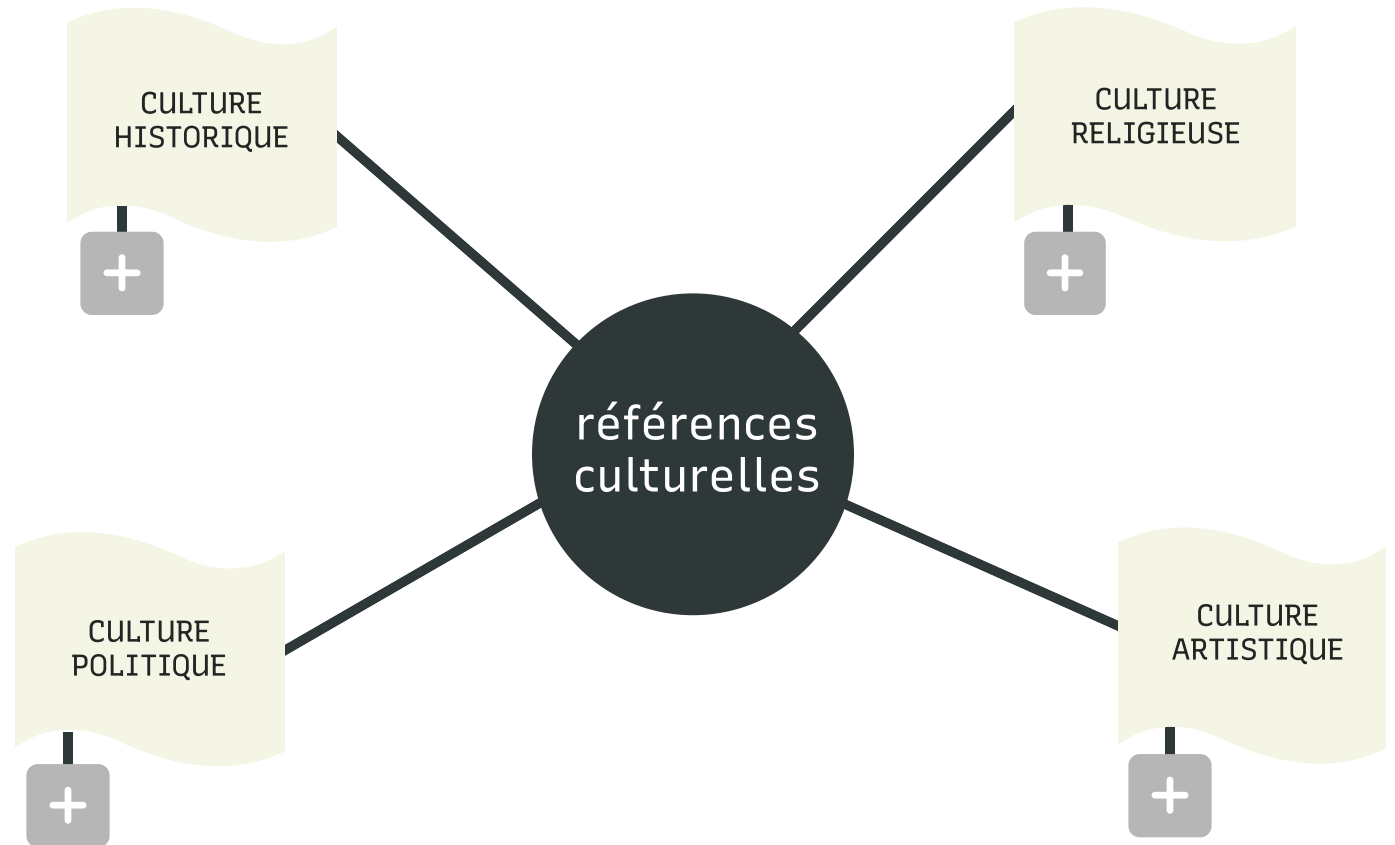 CULTURE
HISTORIQUE
CULTURE
RELIGIEUSE
références
culturelles
CULTURE
POLITIQUE
CULTURE
ARTISTIQUE